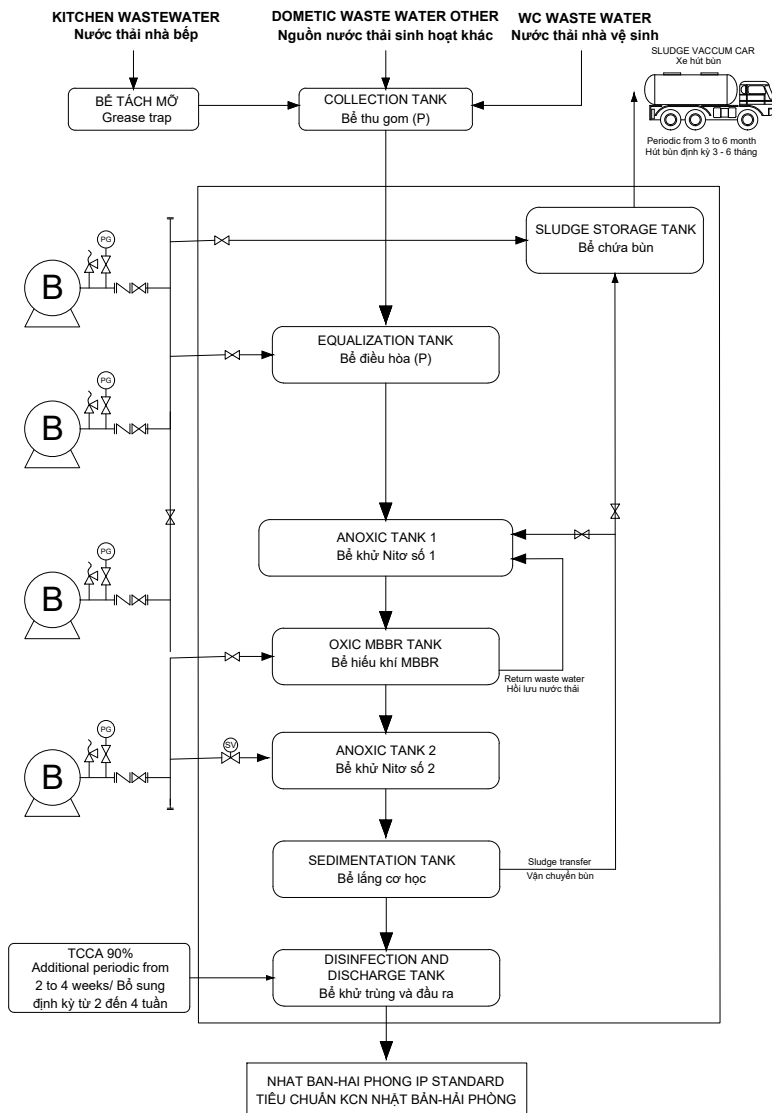 KITCHEN WASTEWATER
Nước thải nhà bếp
DOMETIC WASTE WATER OTHER
Nguồn nước thải sinh hoạt khác
WC WASTE WATER
Nước thải nhà vệ sinh
SLUDGE VACCUM CAR
Xe hút bùn
BỂ TÁCH MỠ
Grease trap
COLLECTION TANK
Bể thu gom (P)
Periodic from 3 to 6 month
Hút bùn định kỳ 3 - 6 tháng
SLUDGE STORAGE TANK
Bể chứa bùn
PG
B
EQUALIZATION TANK
Bể điều hòa (P)
PG
B
ANOXIC TANK 1
Bể khử Nitơ số 1
PG
B
OXIC MBBR TANK
Bể hiếu khí MBBR
Return waste water
Hồi lưu nước thải
PG
B
SV
ANOXIC TANK 2
Bể khử Nitơ số 2
SEDIMENTATION TANK
Bể lắng cơ học
Sludge transfer
Vận chuyển bùn
TCCA 90%
Additional periodic from
2 to 4 weeks/ Bổ sung
định kỳ từ 2 đến 4 tuần
DISINFECTION AND
DISCHARGE TANK
Bể khử trùng và đầu ra
NHAT BAN-HAI PHONG IP STANDARD
TIÊU CHUẨN KCN NHẬT BẢN-HẢI PHÒNG